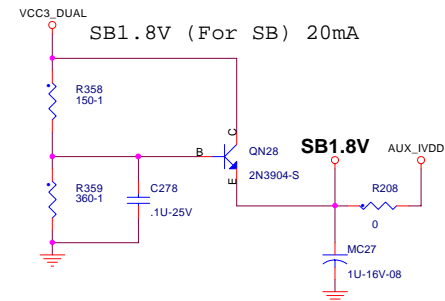 VCC3_DUAL
SB1.8V (For SB) 20mA
R358
150-1
C
B
QN28
SB1.8V
AUX_IVDD
2N3904-S
E
R359
360-1
C278
.1U-25V
R208
0
MC27
1U-16V-08